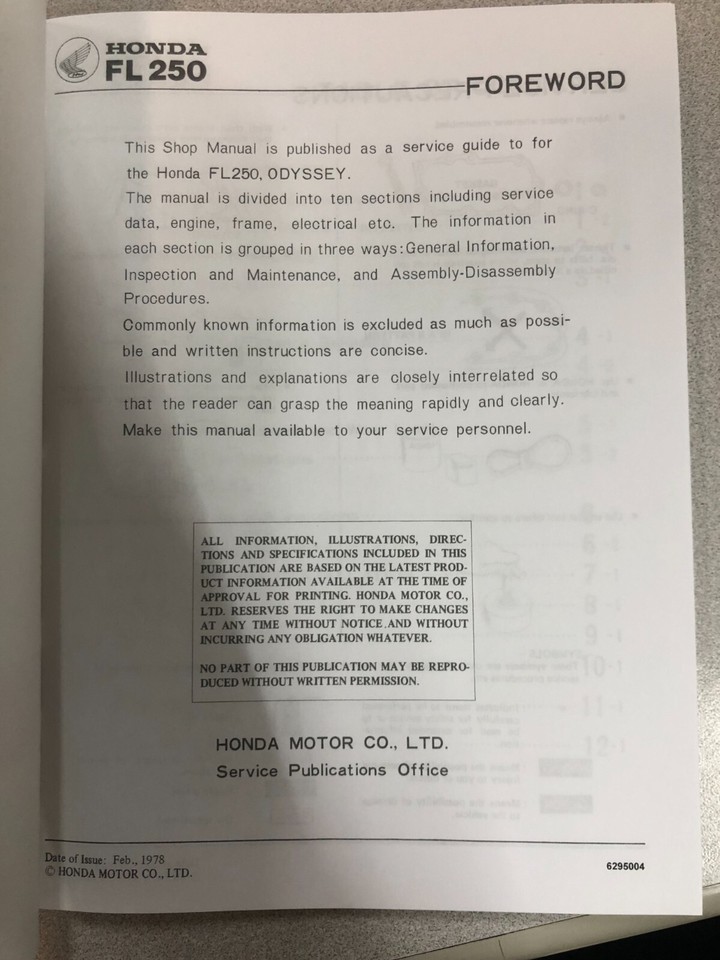 HONDA
FL 250
FOREWORD
This Shop Manual is published as a service guide to for
the Honda FL250, ODYSSEY.
The manual is divided into ten sections including service
data, engine, frame, electrical etc. The information in
each section is grouped in three ways:General Information,
Inspection and Maintenance, and Assembly-Disassembly
Procedures.
Commonly known information is excluded as much as possi-
ble and written instructions are concise.
Illustrations and explanations are closely interrelated so
that the reader can grasp the meaning rapidly and clearly.
Make this manual available to your service personnel.
ALL INFORMATION, ILLUSTRATIONS, DIREC-
TIONS AND SPECIFICATIONS INCLUDED IN THIS
PUBLICATION ARE BASED ON THE LATEST PROD-
UCT INFORMATION AVAILABLE AT THE TIME OF
APPROVAL FOR PRINTING. HONDA MOTOR CO.,
LTD. RESERVES THE RIGHT TO MAKE CHANGES
AT ANY TIME WITHOUT NOTICE AND WITHOUT
INCURRING ANY OBLIGATION WHATEVER.
NO PART OF THIS PUBLICATION MAY BE REPRO-
DUCED WITHOUT WRITTEN PERMISSION.
HONDA MOTOR CO., LTD.
Service Publications Office
Date of Issue: Feb., 1978
© HONDA MOTOR CO., LTD.
6295004